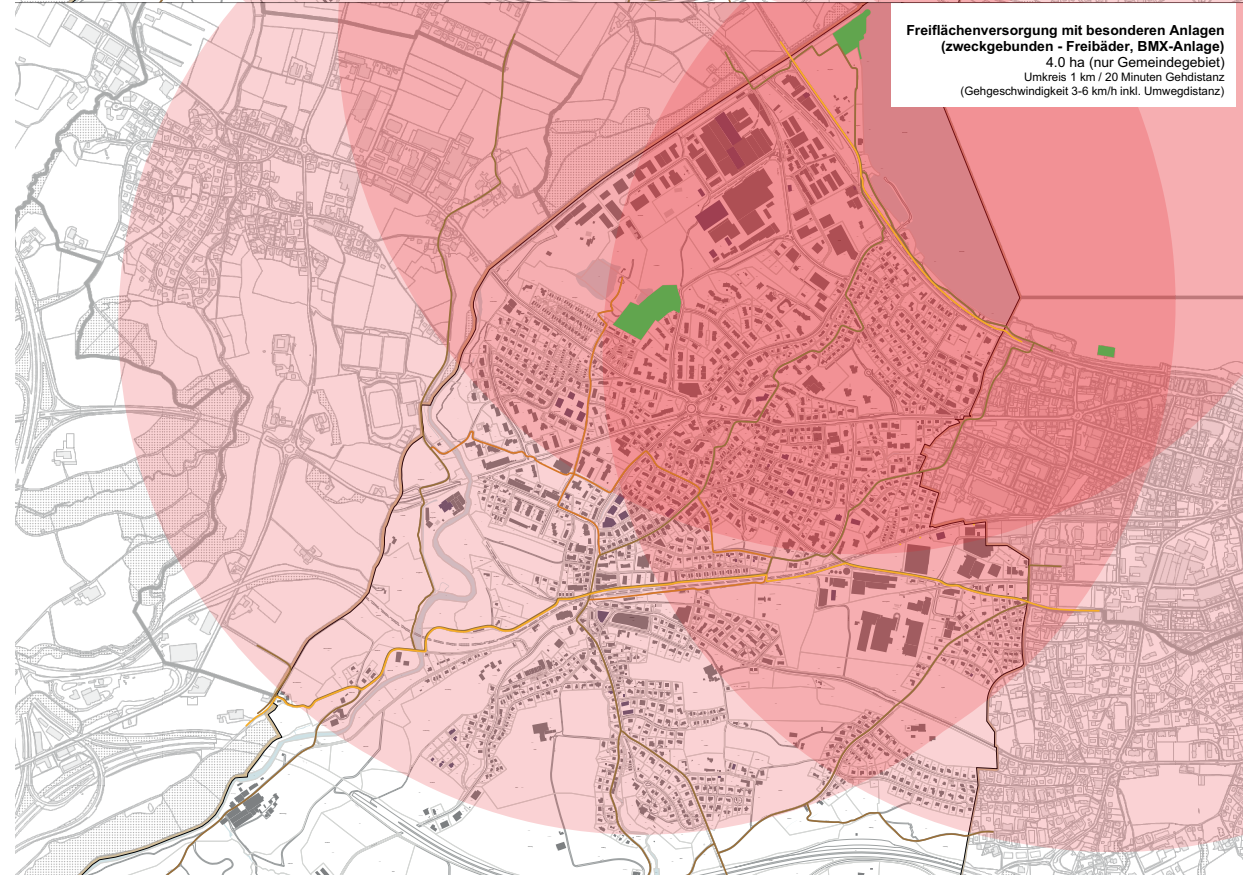 Freiflächenversorgung mit besonderen Anlagen
(zweckgebunden - Freibäder, BMX-Anlage)
4.0 ha (nur Gemeindegebiet)
Umkreis 1 km / 20 Minuten Gehdistanz
(Gehgeschwindigkeit 3-6 km/h inkl. Umwegdistanz)